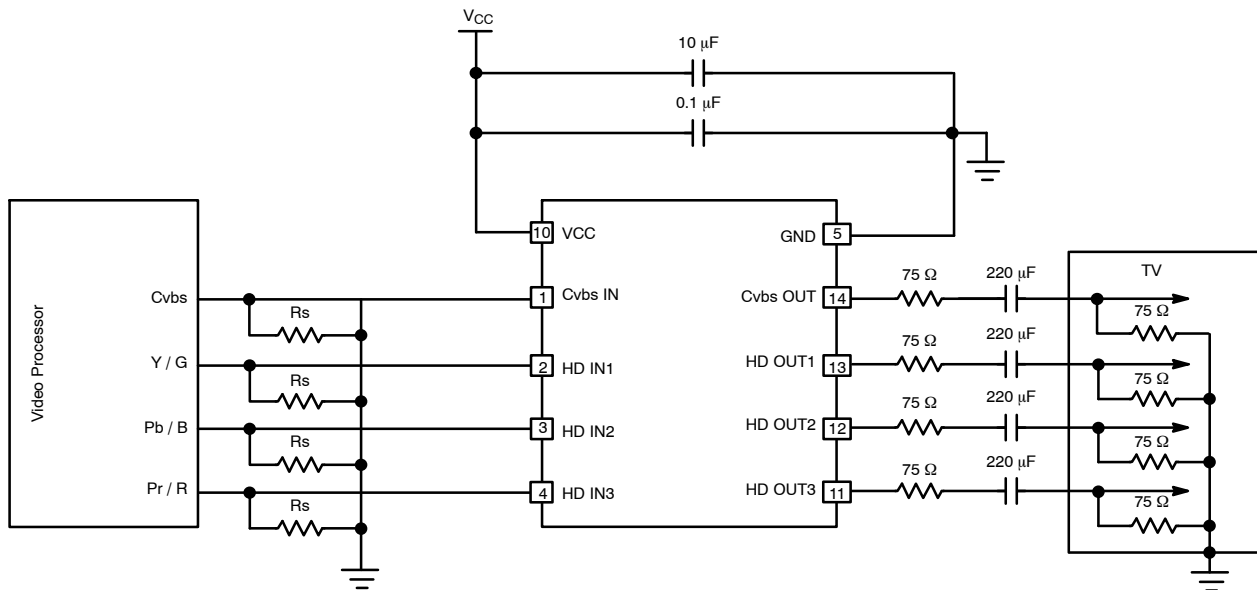 VCC
10 μF
0.1 μF
10 VCC
GND 5
TV
Video Processor
Cvbs
Rs
1 Cvbs IN
Cvbs OUT 14
75 Ω
220 μF
75 Ω
Y / G
Rs
2 HD IN1
HD OUT1 13
75 Ω
220 μF
75 Ω
Pb / B
Rs
3 HD IN2
HD OUT2 12
75 Ω
220 μF
75 Ω
Pr / R
Rs
4 HD IN3
HD OUT3 11
75 Ω
220 μF
75 Ω